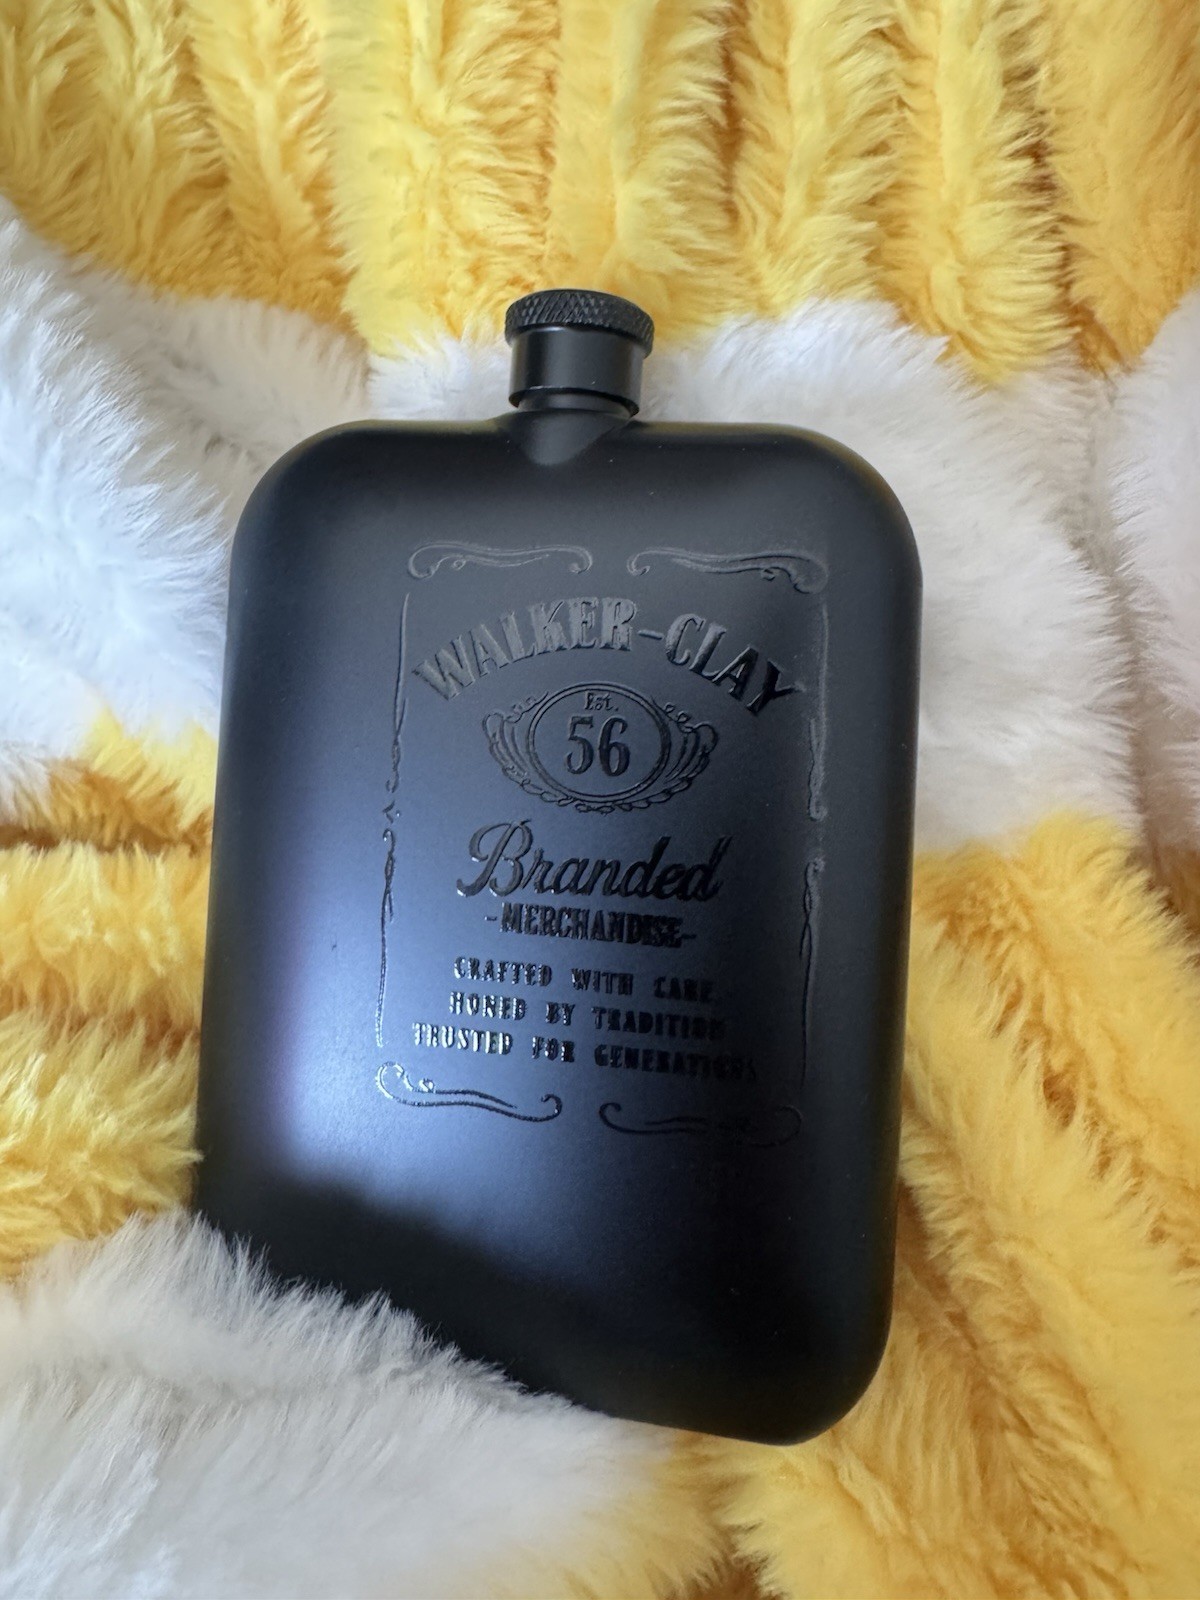 WALKER-CLAY
Est.
56
Branded
-MERCHANDISE-
CRAFTED WITH CARE
HONED BY TRADITION
TRUSTED FOR GENERATIONS